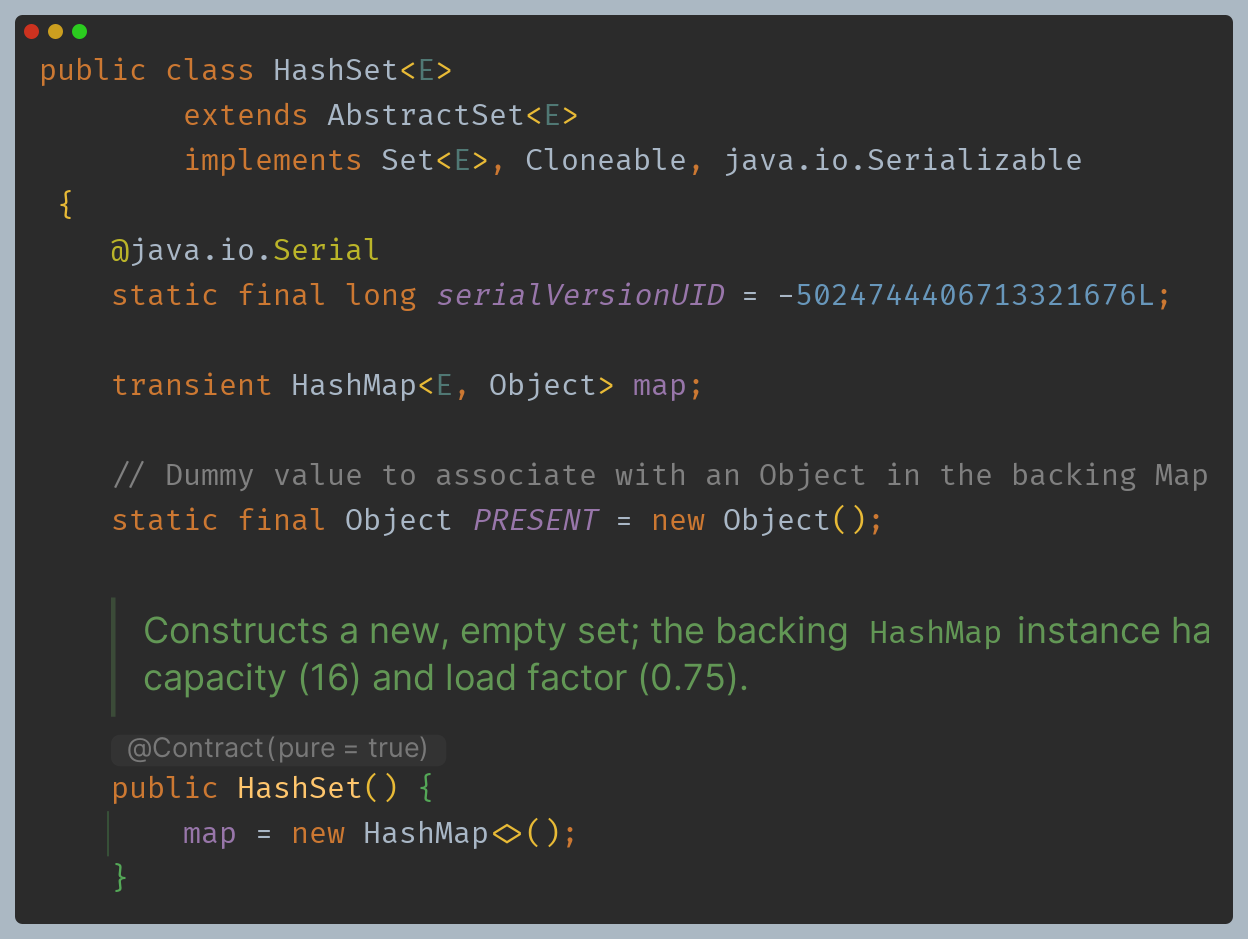 public class HashSet<E>
extends AbstractSet<E>
implements Set<E>, Cloneable, java.io.Serializable
{
@java.io.Serial
static final long serialVersionUID = -5024744406713321676L;
transient HashMap<E, Object> map;
// Dummy value to associate with an Object in the backing Map
static final Object PRESENT = new Object();
Constructs a new, empty set; the backing HashMap instance ha
capacity (16) and load factor (0.75).
@Contract(pure = true)
public HashSet() {
map = new HashMap<>();
}